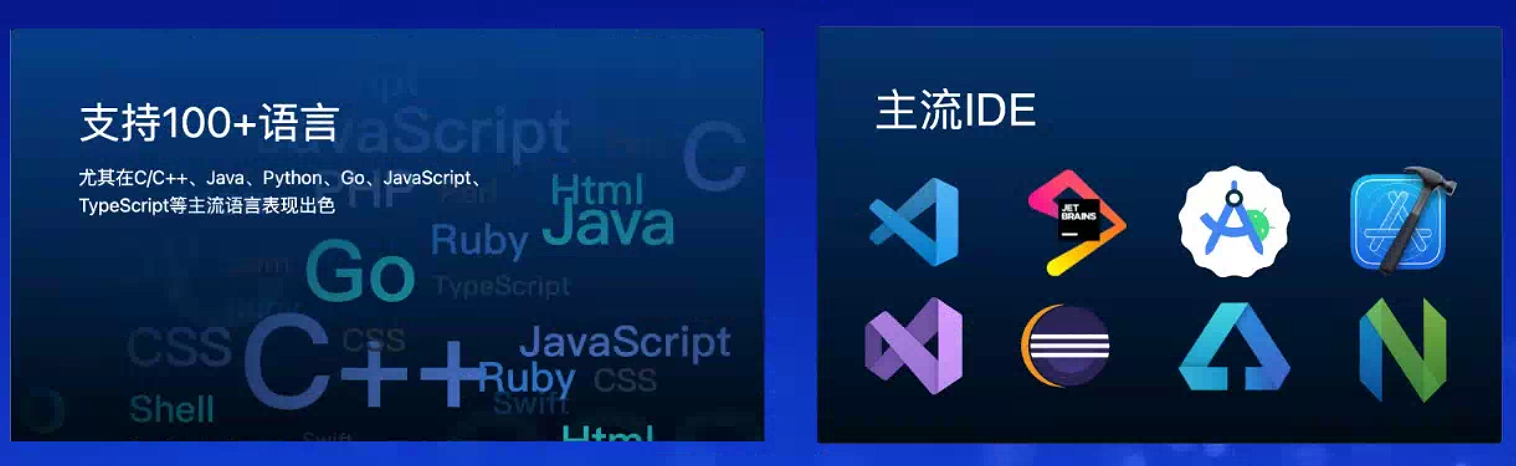 支持100+语言
尤其在C/C++、Java、Python、Go、JavaScript、
TypeScript等主流语言表现出色
JavaScript
C
PHP
Html
Java
Ruby
Go
TypeScript
CSS
C++
CSS
JavaScript
Ruby
CSS
Swift
Shell
Swift
Html
主流IDE
JET
BRAINS